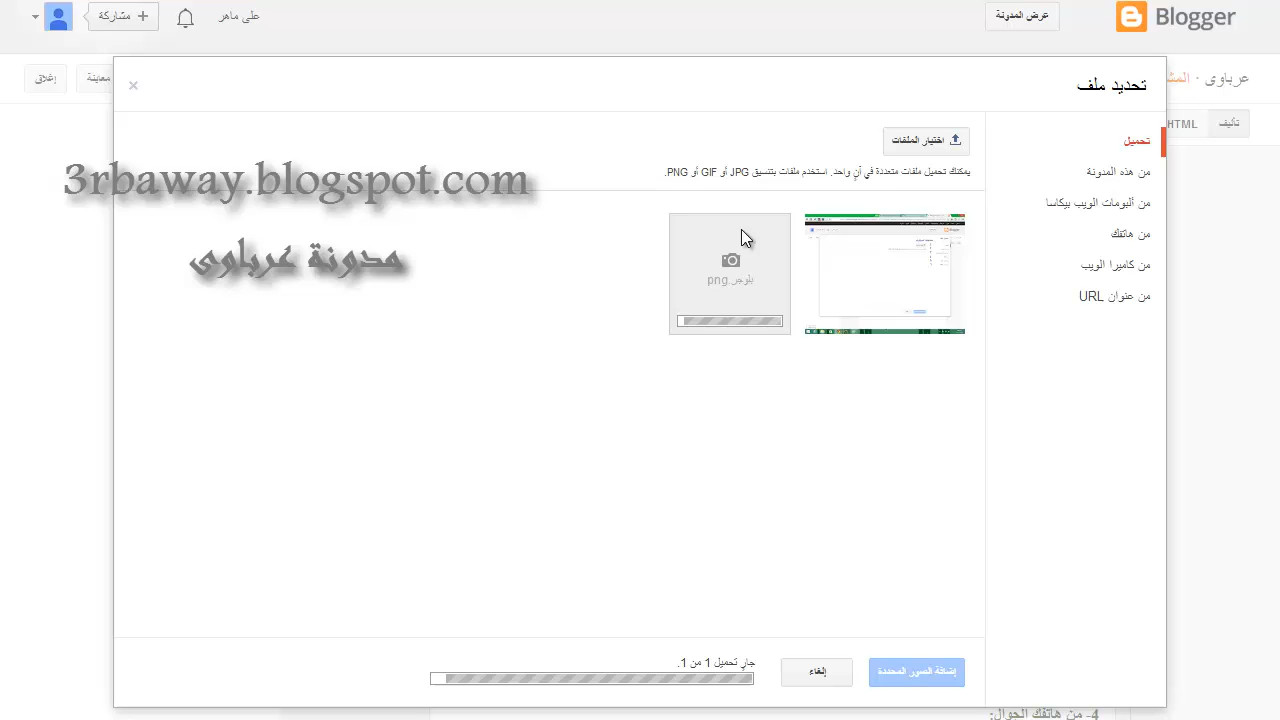 Blogger
عرض المدونة
على ماهر
مشاركة +
عرباوى ·
معاينة
إغلاق
تأليف
HTML
تحديد ملف
×
تحميل
من هذه المدونة
من ألبومات الويب بيكاسا
من هاتفك
من كاميرا الويب
من عنوان URL
اختيار الملفات
يمكنك تحميل ملفات متعددة في آنٍ واحد. استخدم ملفات بتنسيق JPG أو GIF أو PNG.
3rbaway.blogspot.com
مدونة عرباوى
بلوجر.png
جارٍ تحميل 1 من 1.
إضافة الصور المحددة
إلغاء
4- من هاتفك الجوال: